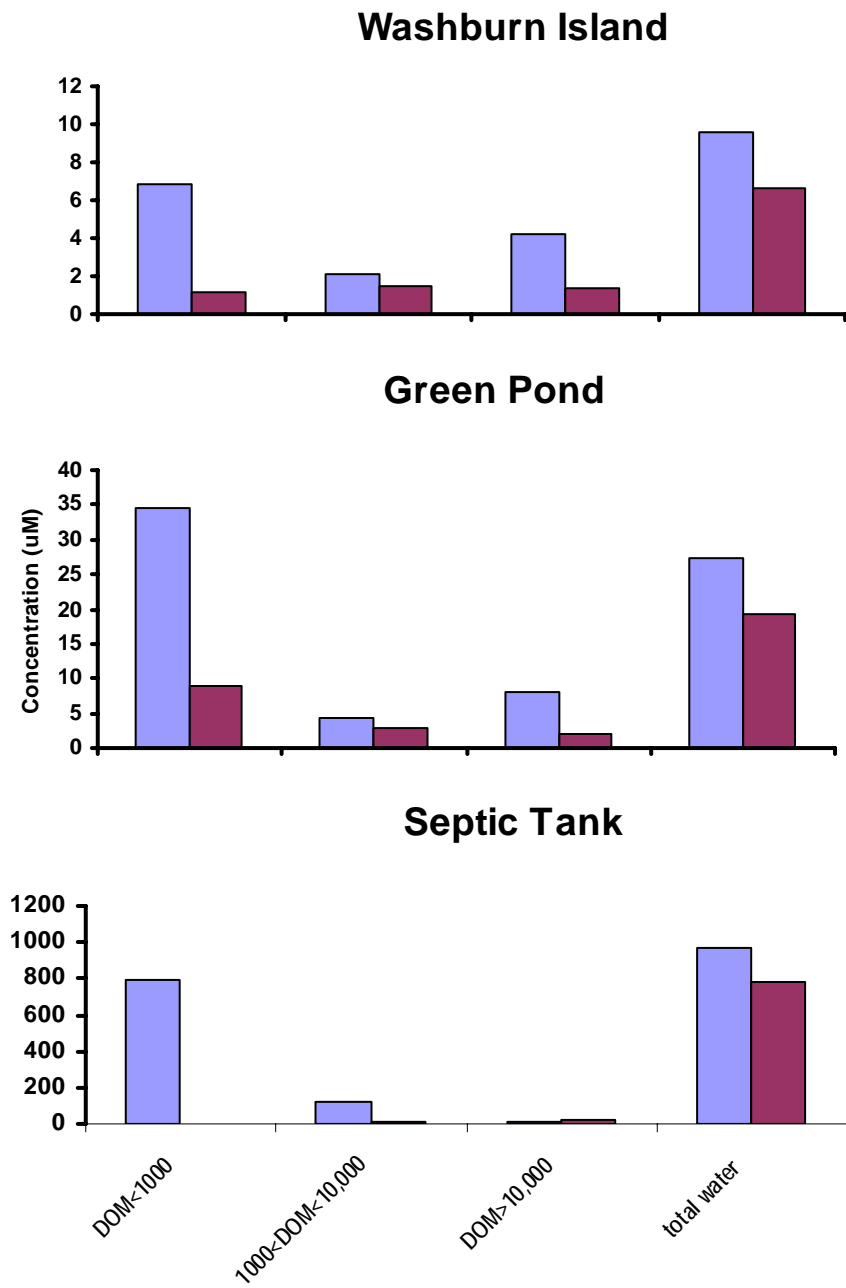 Washburn Island
12
10
8
6
4
2
0
Green Pond
Concentration (uM)
40
35
30
25
20
15
10
5
0
Septic Tank
1200
1000
800
600
400
200
0
DOM<1000
1000<DOM<10,000
DOM>10,000
total water